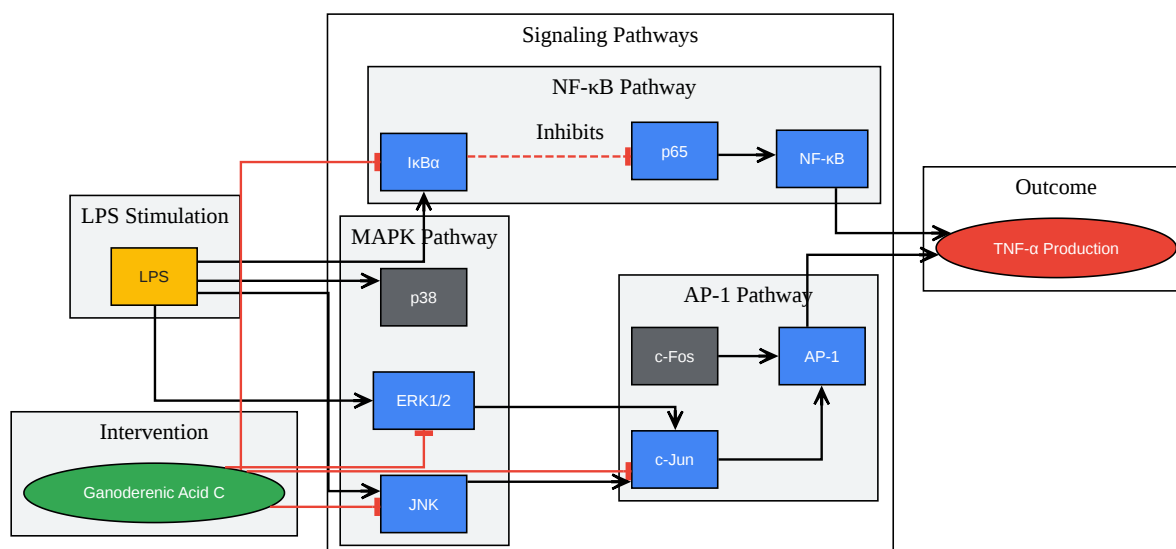 Signaling Pathways
NF-κB Pathway
Inhibits
IκBα
p65
NF-κB
LPS Stimulation
LPS
MAPK Pathway
p38
ERK1/2
JNK
Outcome
TNF-α Production
AP-1 Pathway
c-Fos
AP-1
c-Jun
Intervention
Ganoderenic Acid C